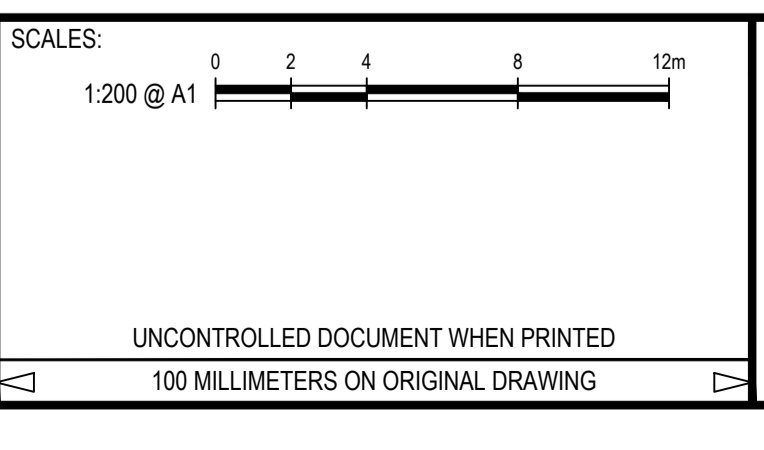 SCALES:
0 2 4 8 12m
1:200 @ A1
UNCONTROLLED DOCUMENT WHEN PRINTED
100 MILLIMETERS ON ORIGINAL DRAWING